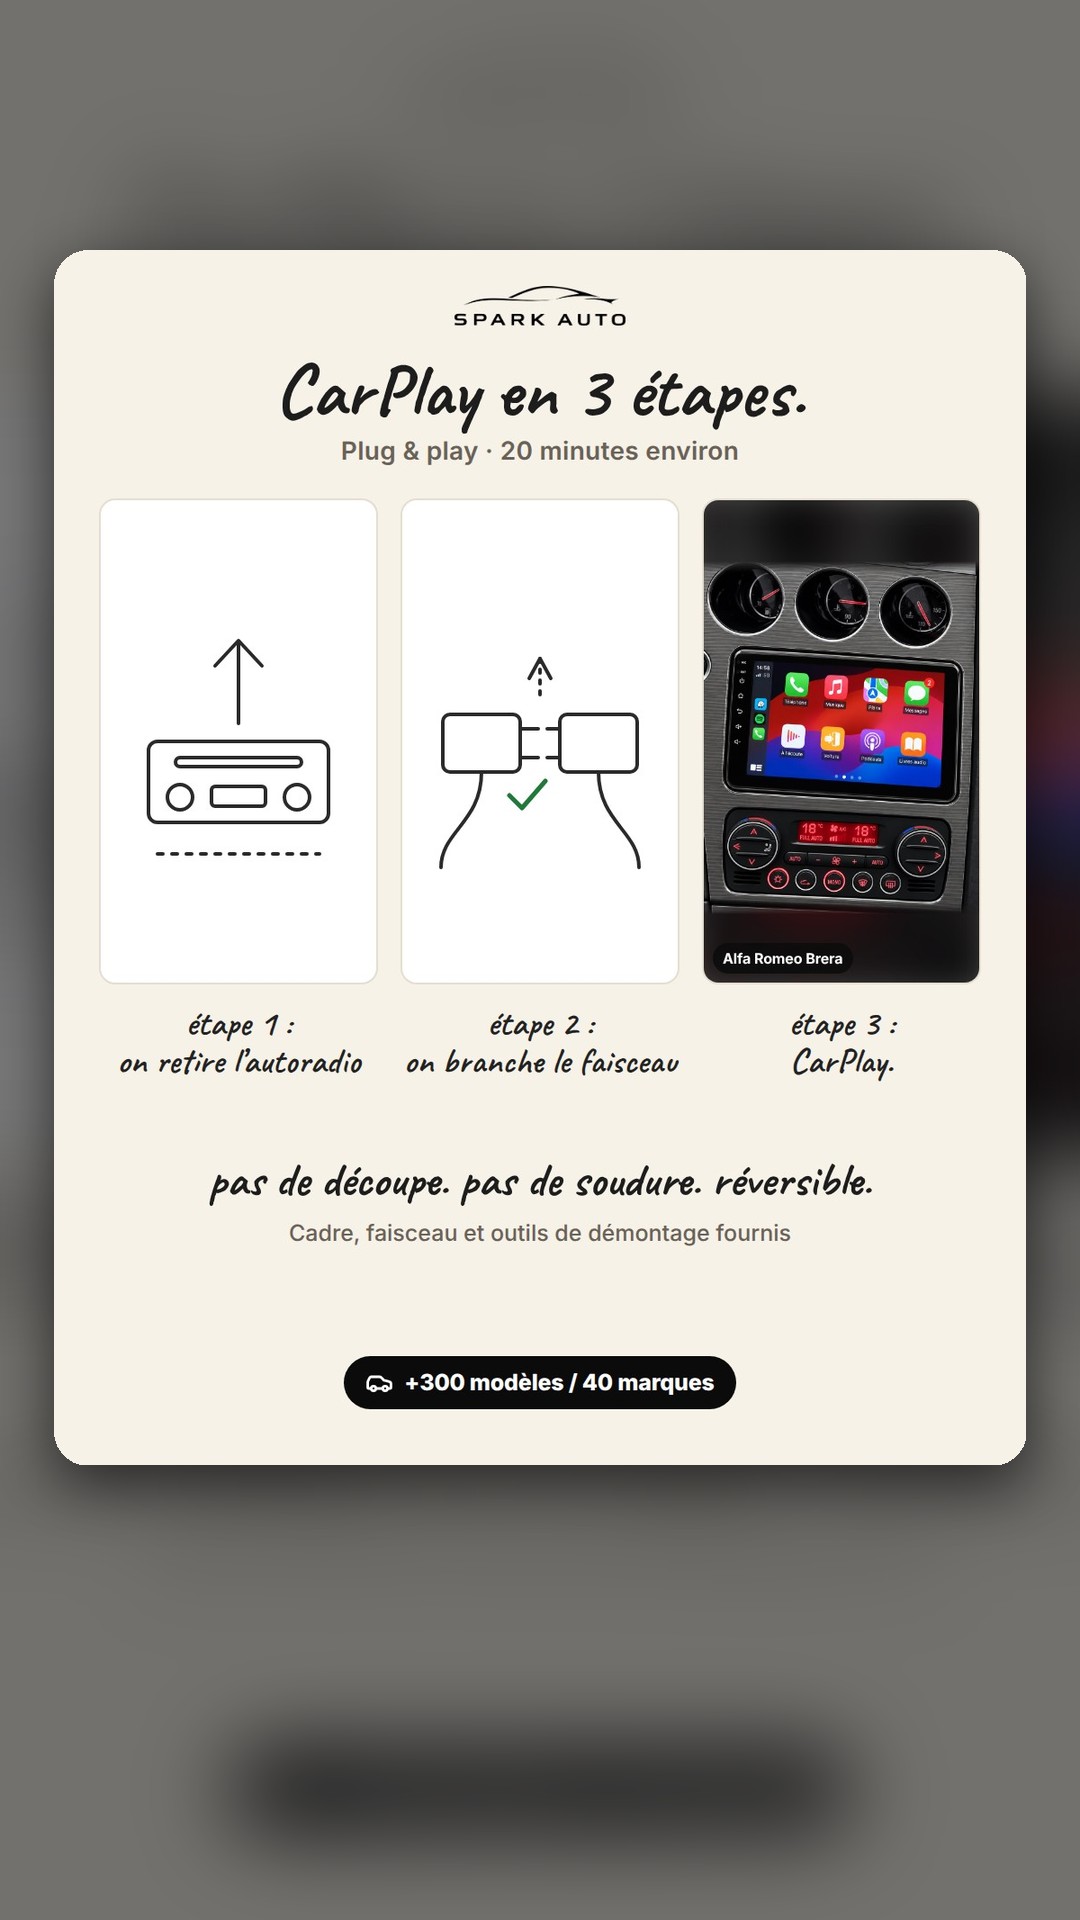 SPARK AUTO
CarPlay en 3 étapes.
Plug & play · 20 minutes environ
Alfa Romeo Brera
étape 1 :
on retire l'autoradio
étape 2 :
on branche le faisceau
étape 3 :
CarPlay.
pas de découpe. pas de soudure. réversible.
Cadre, faisceau et outils de démontage fournis
+300 modèles / 40 marques